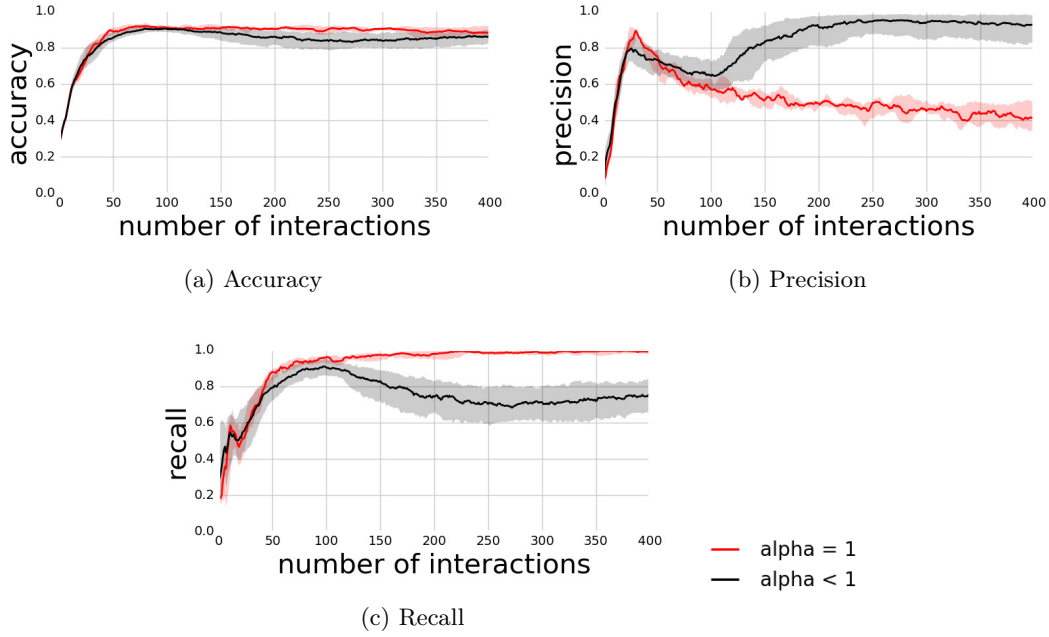 1.0
0.8
0.6
0.4
0.2
0.0
accuracy
0 50 100 150 200 250 300 350 400
number of interactions
(a) Accuracy
1.0
0.8
0.6
0.4
0.2
0.0
precision
0 50 100 150 200 250 300 350 400
number of interactions
(b) Precision
1.0
0.8
0.6
0.4
0.2
0.0
recall
0 50 100 150 200 250 300 350 400
number of interactions
(c) Recall
alpha = 1
alpha < 1